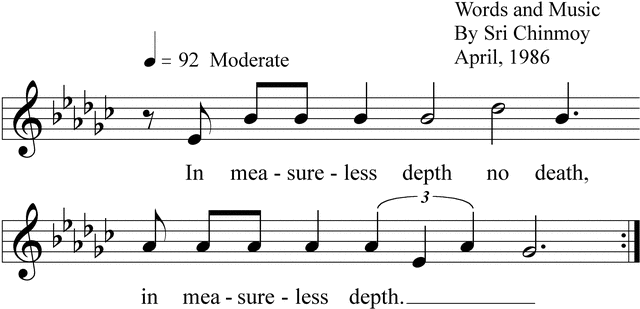 Words and Music
By Sri Chinmoy
April, 1986
= 92 Moderate
In mea - sure - less depth no death,
3
in mea - sure - less depth.